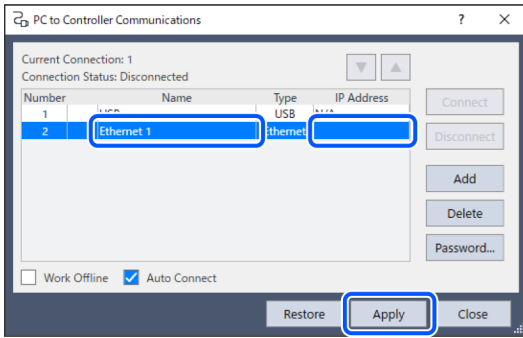 PC to Controller Communications
Current Connection: 1
Connection Status: Disconnected
Number Name Type IP Address
1 USB USB N/A
2 Ethernet 1 Ethernet
Connect
Disconnect
Add
Delete
Password...
Work Offline Auto Connect
Restore Apply Close